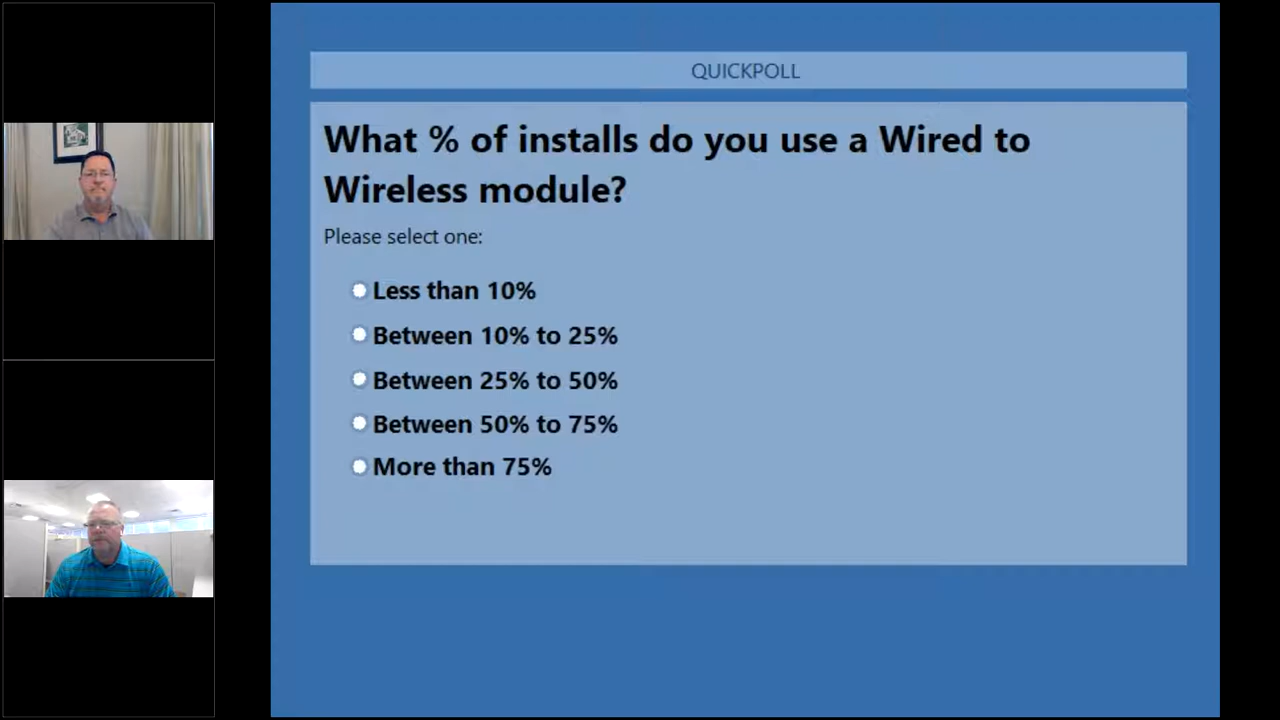 QUICKPOLL
What % of installs do you use a Wired to
Wireless module?
Please select one:
Less than 10%
Between 10% to 25%
Between 25% to 50%
Between 50% to 75%
More than 75%